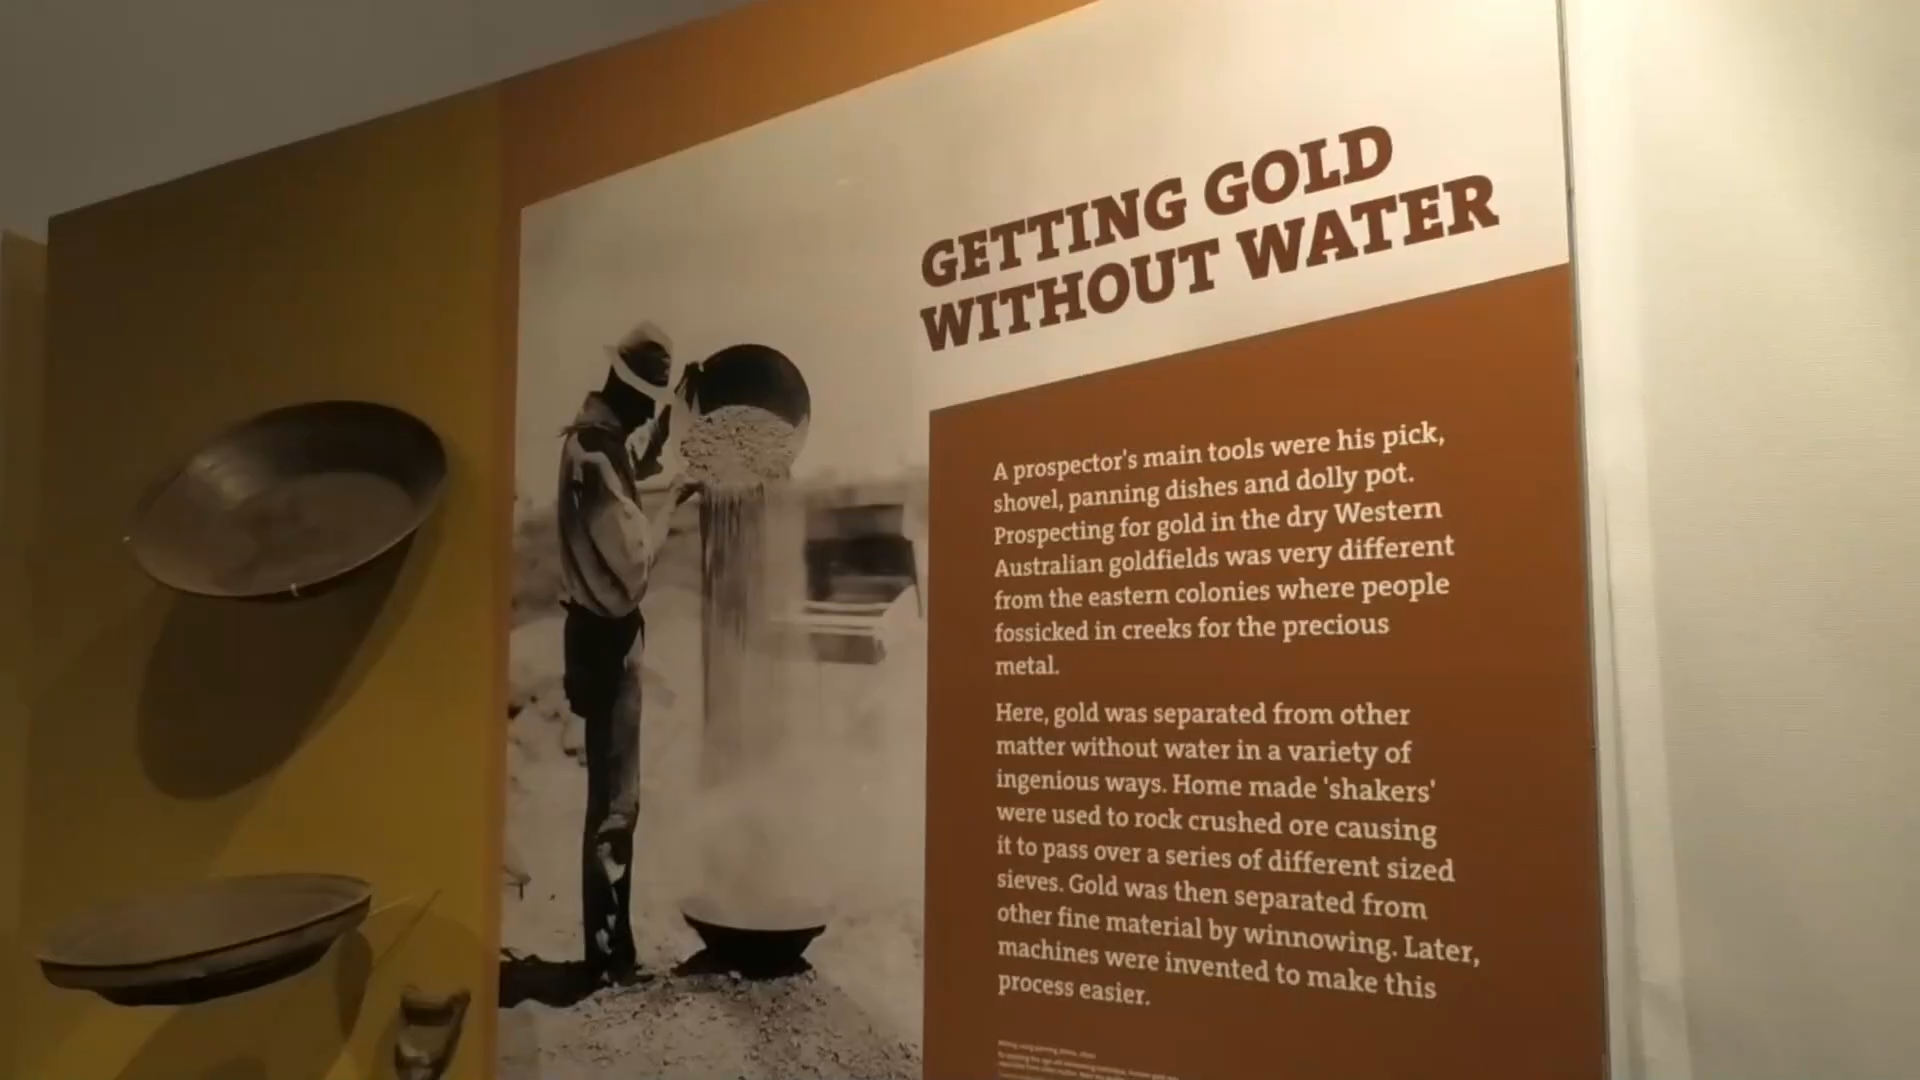 GETTING GOLD
WITHOUT WATER
A prospector's main tools were his pick,
shovel, panning dishes and dolly pot.
Prospecting for gold in the dry Western
Australian goldfields was very different
from the eastern colonies where people
fossicked in creeks for the precious
metal.
Here, gold was separated from other
matter without water in a variety of
ingenious ways. Home made 'shakers'
were used to rock crushed ore causing
it to pass over a series of different sized
sieves. Gold was then separated from
other fine material by winnowing. Later,
machines were invented to make this
process easier.